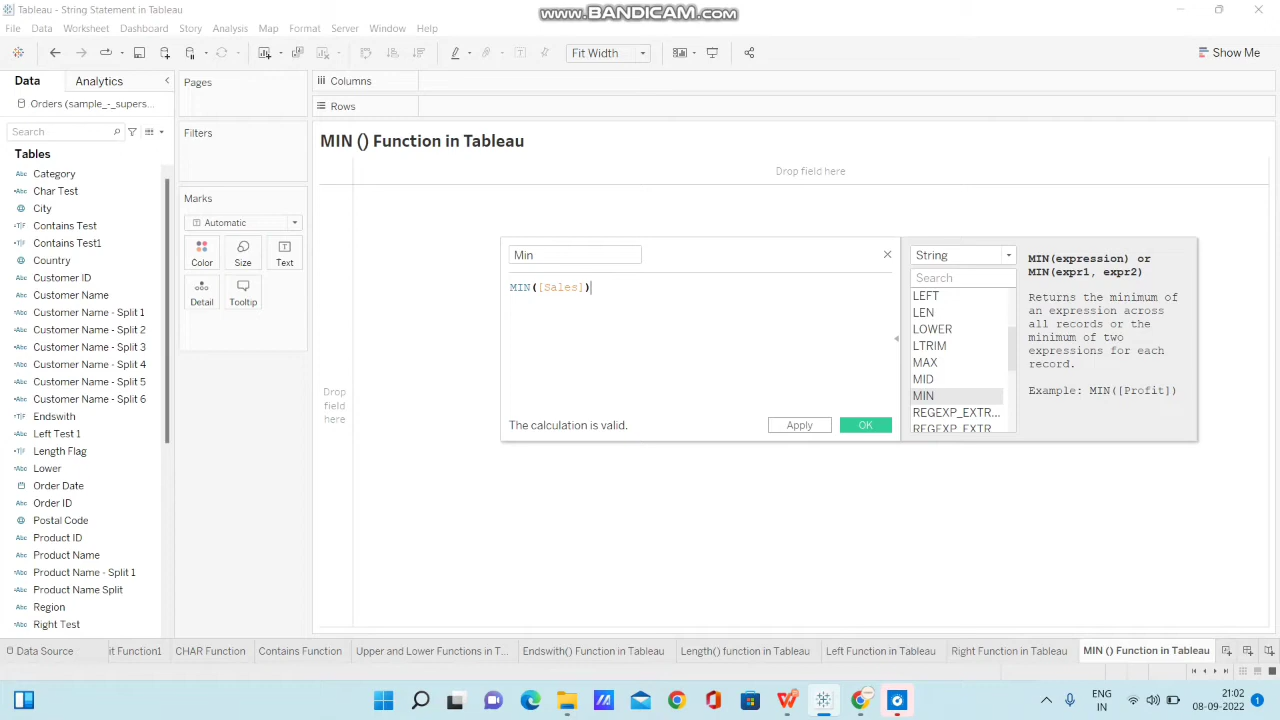 Tableau - String Statement in Tableau
www.BANDICAM.com
File Data Worksheet Dashboard Story Analysis Map Format Server Window Help
Fit Width
Show Me
Data Analytics
Orders (sample_-_supers...
Search
Tables
Category
Char Test
City
Contains Test
Contains Test1
Country
Customer ID
Customer Name
Customer Name - Split 1
Customer Name - Split 2
Customer Name - Split 3
Customer Name - Split 4
Customer Name - Split 5
Customer Name - Split 6
Endswith
Left Test 1
Length Flag
Lower
Order Date
Order ID
Postal Code
Product ID
Product Name
Product Name - Split 1
Product Name Split
Region
Right Test
Pages
Filters
Marks
Automatic
Color Size Text
Detail Tooltip
Columns
Rows
MIN () Function in Tableau
Drop field here
Drop
field
here
Min
MIN([Sales])
The calculation is valid.
Apply OK
String
Search
LEFT
LEN
LOWER
LTRIM
MAX
MID
MIN
REGEXP_EXTR...
REGEXP_EXTR
MIN(expression) or
MIN(expr1, expr2)
Returns the minimum of
an expression across
all records or the
minimum of two
expressions for each
record.
Example: MIN([Profit])
Data Source it Function1 CHAR Function Contains Function Upper and Lower Functions in T... Endswith() Function in Tableau Length() function in Tableau Left Function in Tableau Right Function in Tableau MIN () Function in Tableau
ENG
IN
21:02
08-09-2022
1